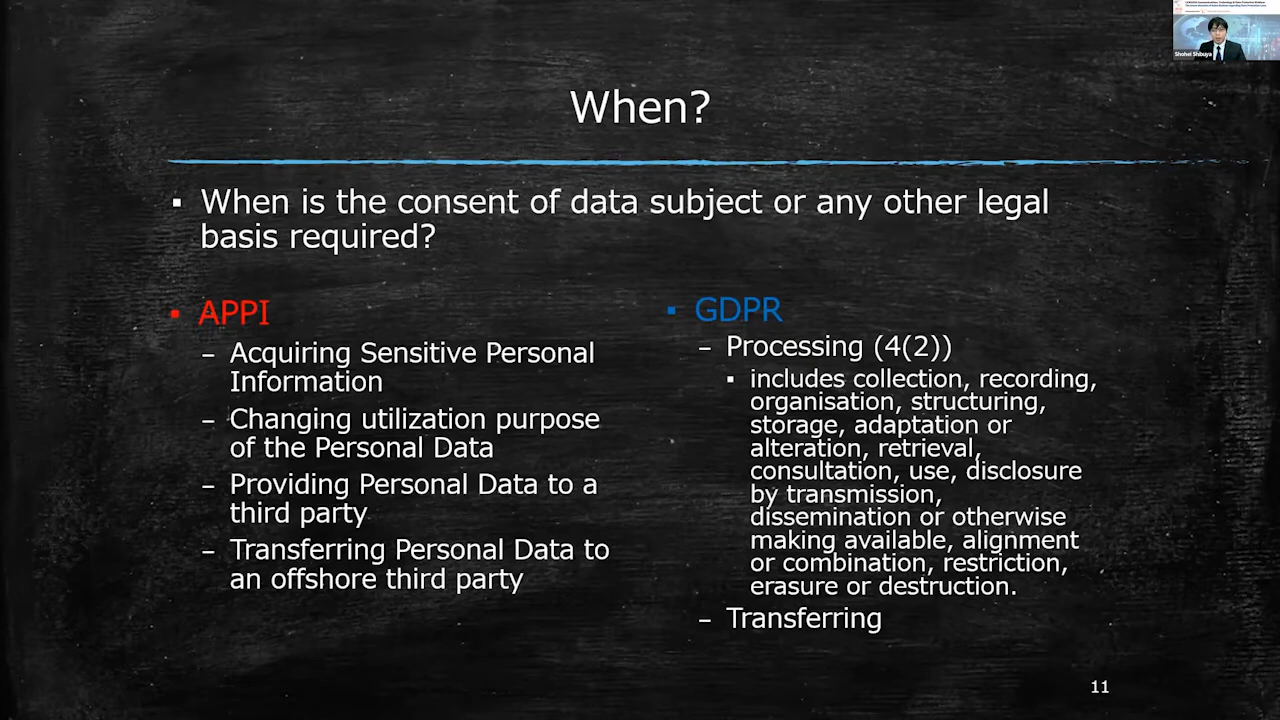 When?
▪ When is the consent of data subject or any other legal
basis required?
▪ APPI
– Acquiring Sensitive Personal
Information
– Changing utilization purpose
of the Personal Data
– Providing Personal Data to a
third party
– Transferring Personal Data to
an offshore third party
▪ GDPR
– Processing (4(2))
▪ includes collection, recording,
organisation, structuring,
storage, adaptation or
alteration, retrieval,
consultation, use, disclosure
by transmission,
dissemination or otherwise
making available, alignment
or combination, restriction,
erasure or destruction.
– Transferring
11
Shohei Shibuya